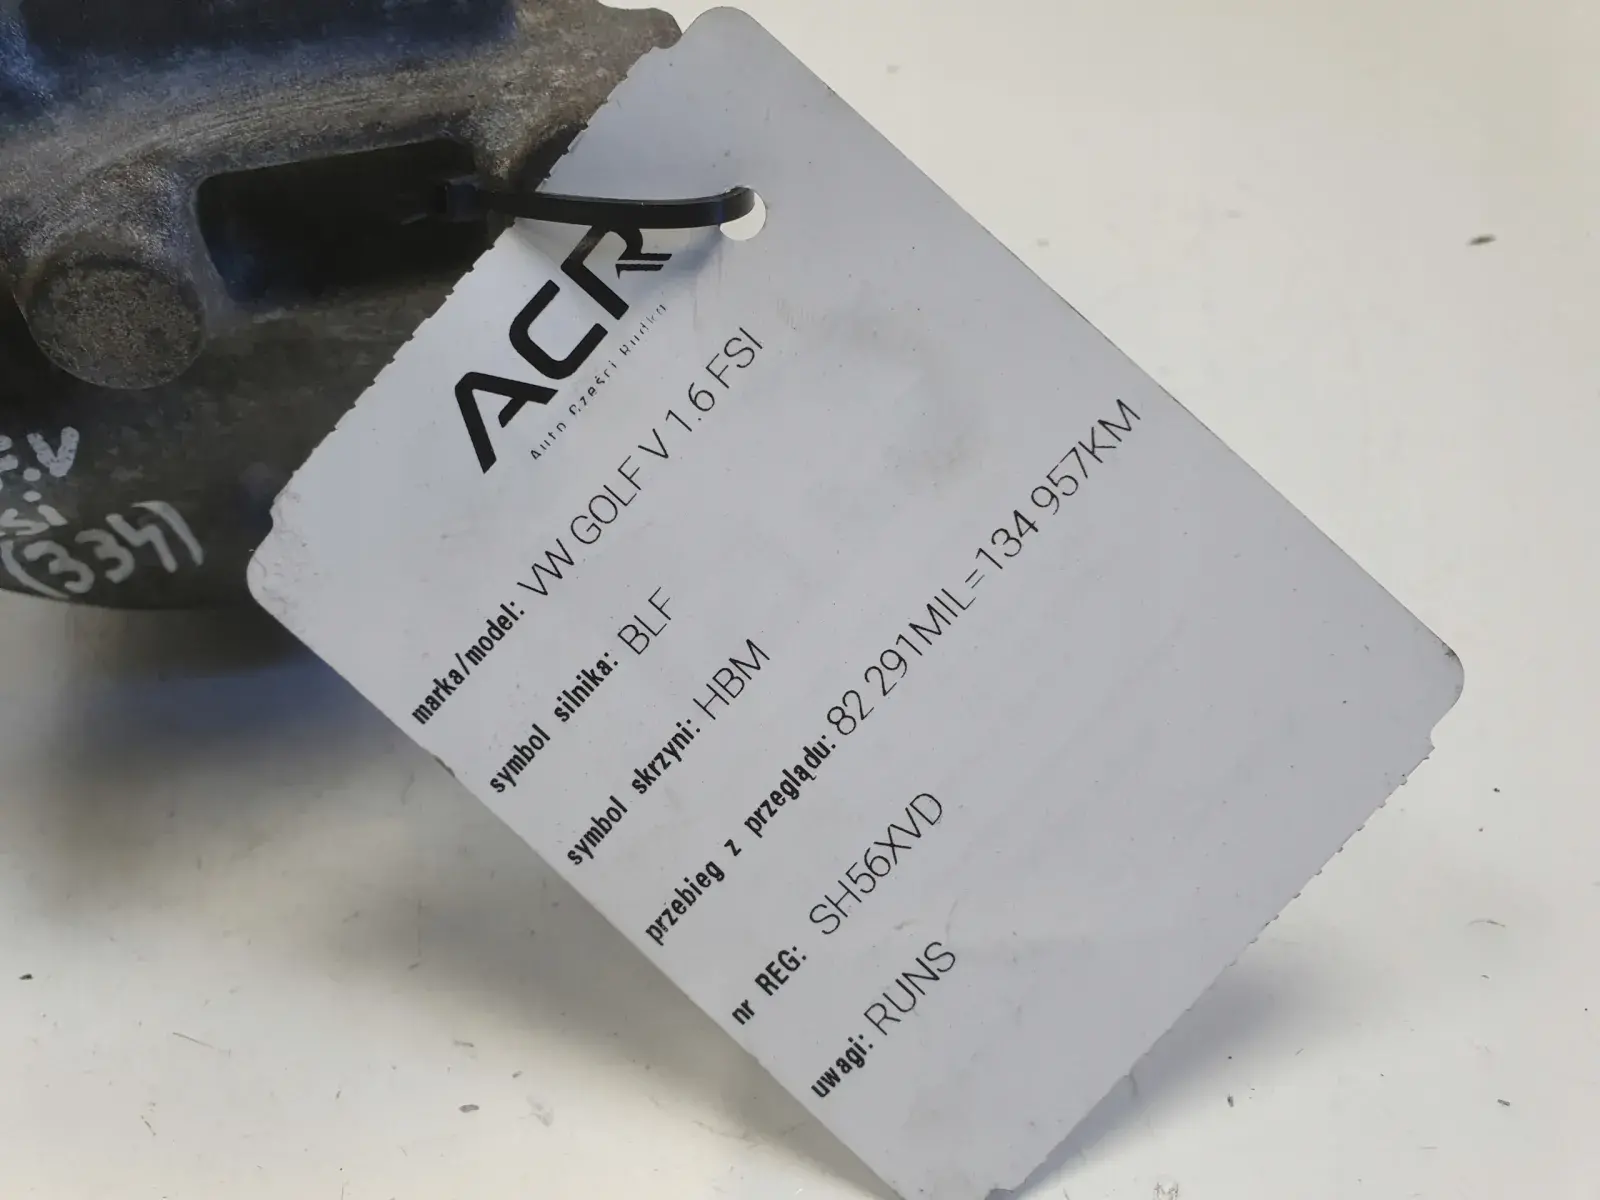 ACR
Auto Części Rudka
marka/model: VW GOLF V 1.6 FSI
symbol silnika: BLF
symbol skrzyni: HBM
przebieg z przeglądu: 82 291MIL=134 957KM
nr REG: SH56XVD
uwagi: RUNS
(334)